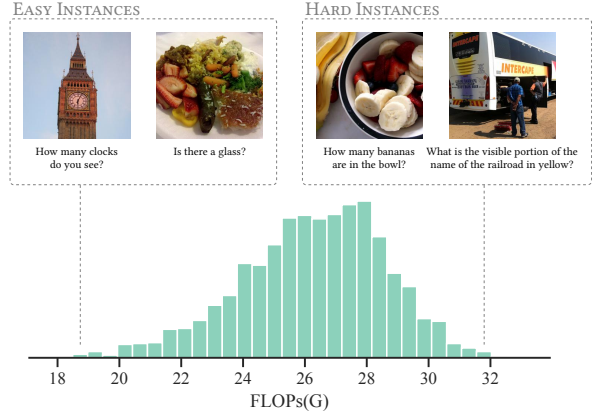 EASY INSTANCES
HARD INSTANCES
How many clocks
do you see?
Is there a glass?
How many bananas
are in the bowl?
What is the visible portion of the
name of the railroad in yellow?
INTERCAPE
INTERCAPE
18 20 22 24 26 28 30 32
FLOPs(G)